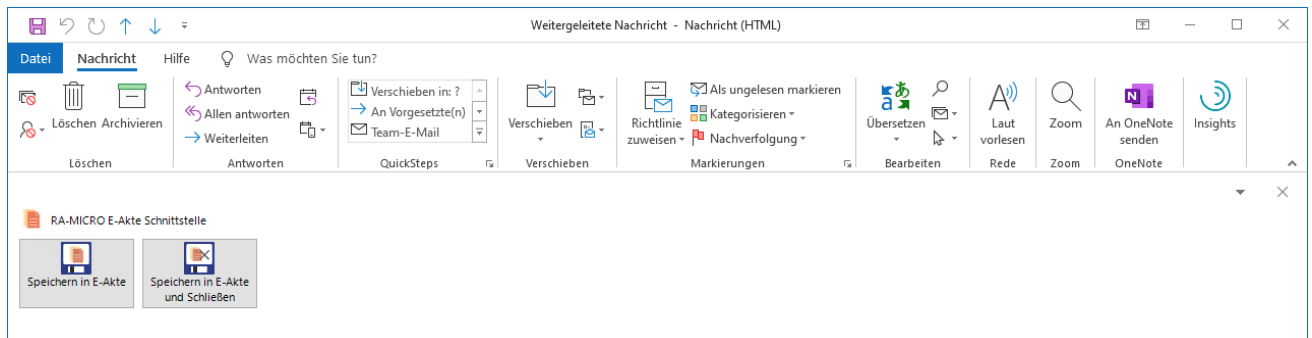 Weitergeleitete Nachricht - Nachricht (HTML)
Datei Nachricht Hilfe Was möchten Sie tun?
Löschen Archivieren
Löschen
Antworten
Allen antworten
Weiterleiten
Antworten
Verschieben in: ?
An Vorgesetzte(n)
Team-E-Mail
QuickSteps
Verschieben
Verschieben
Richtlinie
zuweisen
Als ungelesen markieren
Kategorisieren
Nachverfolgung
Markierungen
Übersetzen
Bearbeiten
Laut
vorlesen
Rede
Zoom
Zoom
An OneNote
senden
OneNote
Insights
RA-MICRO E-Akte Schnittstelle
Speichern in E-Akte
Speichern in E-Akte
und Schließen